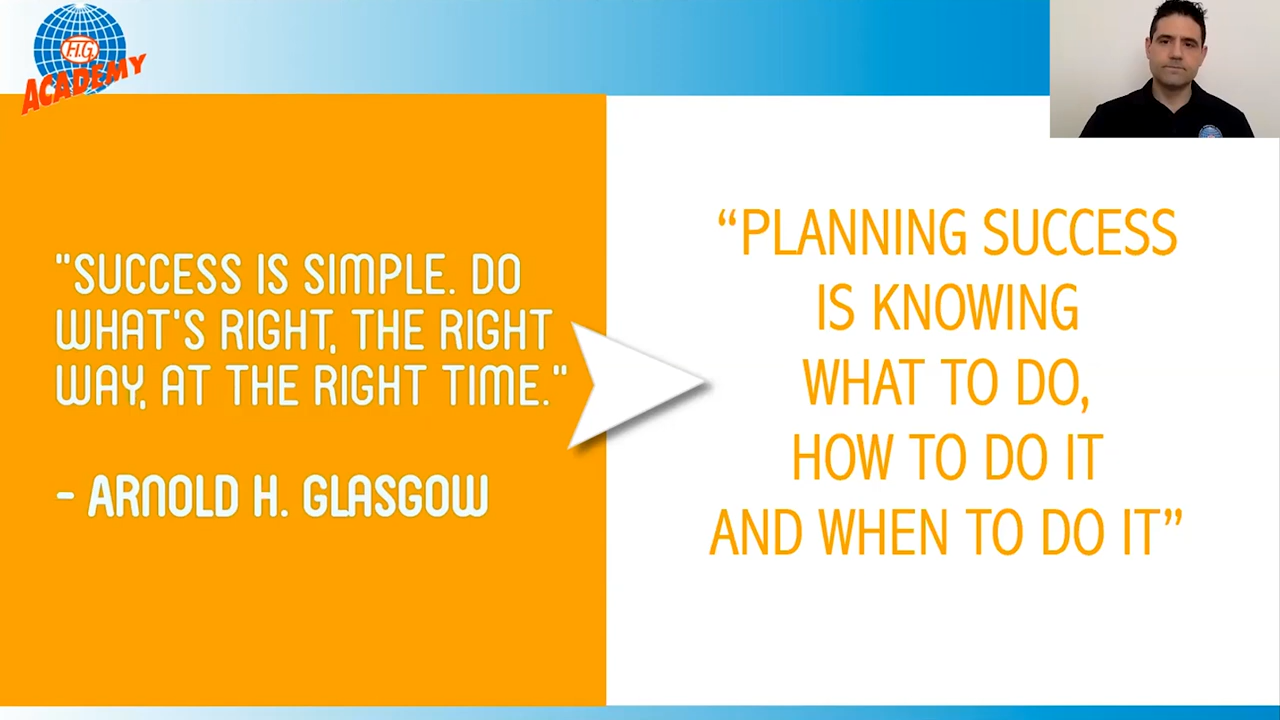 F.I.G.
ACADEMY
"SUCCESS IS SIMPLE. DO
WHAT'S RIGHT, THE RIGHT
WAY, AT THE RIGHT TIME."
- ARNOLD H. GLASGOW
“PLANNING SUCCESS
IS KNOWING
WHAT TO DO,
HOW TO DO IT
AND WHEN TO DO IT”